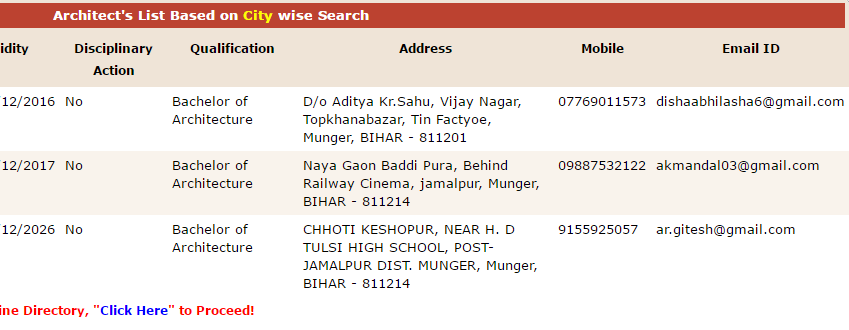 Architect's List Based on City wise Search
idity Disciplinary Action Qualification Address Mobile Email ID
/12/2016 No Bachelor of Architecture D/o Aditya Kr.Sahu, Vijay Nagar, 07769011573 dishaabhilasha6@gmail.com
Topkhanabazar, Tin Factyoe,
Munger, BIHAR - 811201
/12/2017 No Bachelor of Architecture Naya Gaon Baddi Pura, Behind 09887532122 akmandal03@gmail.com
Railway Cinema, jamalpur, Munger,
BIHAR - 811214
/12/2026 No Bachelor of Architecture CHHOTI KESHOPUR, NEAR H. D 9155925057 ar.gitesh@gmail.com
TULSI HIGH SCHOOL, POST-
JAMALPUR DIST. MUNGER, Munger,
BIHAR - 811214
ine Directory, "Click Here" to Proceed!